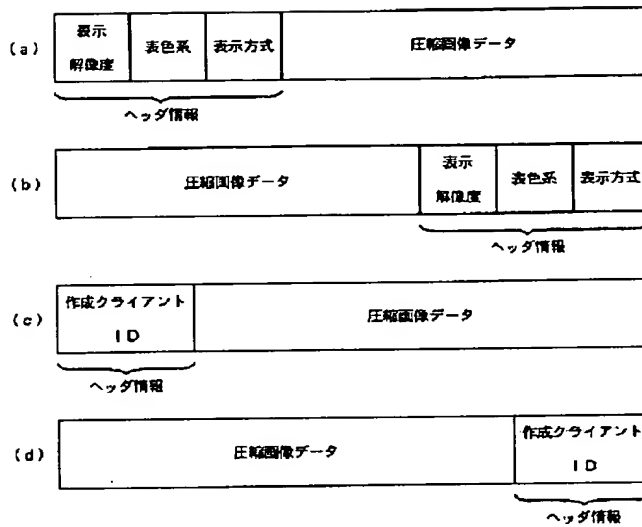 (a)
表示
解像度
表色系
表示方式
圧縮画像データ
ヘッダ情報
(b)
圧縮画像データ
表示
解像度
表色系
表示方式
ヘッダ情報
(c)
作成クライアント
ID
圧縮画像データ
ヘッダ情報
(d)
圧縮画像データ
作成クライアント
ID
ヘッダ情報